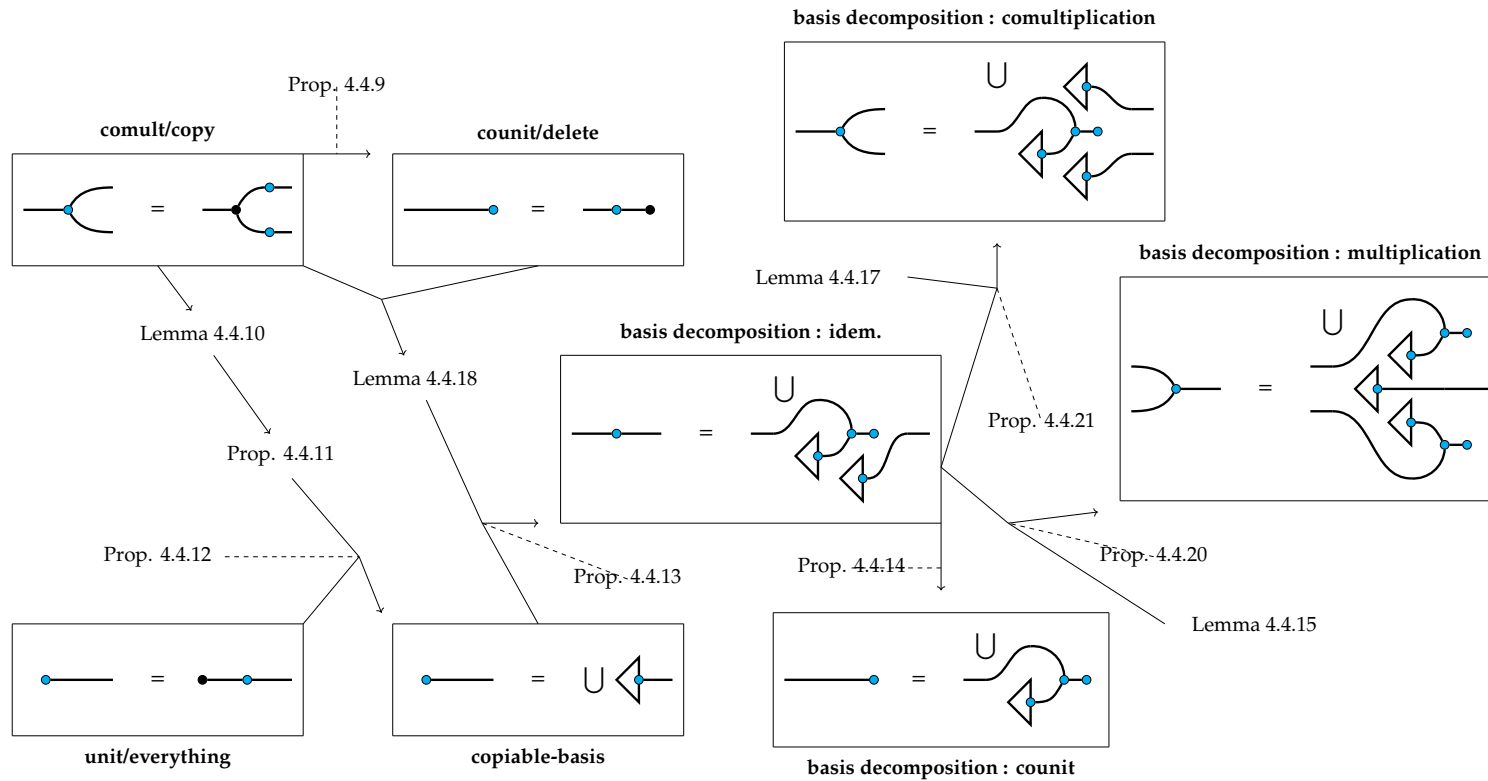 basis decomposition : comultiplication
Prop. 4.4.9
⋃
comult/copy
counit/delete
=
=
=
basis decomposition : multiplication
Lemma 4.4.17
Lemma 4.4.10
basis decomposition : idem.
⋃
Lemma 4.4.18
⋃
=
Prop. 4.4.21
=
Prop. 4.4.11
Prop. 4.4.12
Prop. 4.4.13
Prop. 4.4.14
Prop. 4.4.20
Lemma 4.4.15
⋃
=
= ⋃
=
unit/everything
copiable-basis
basis decomposition : counit